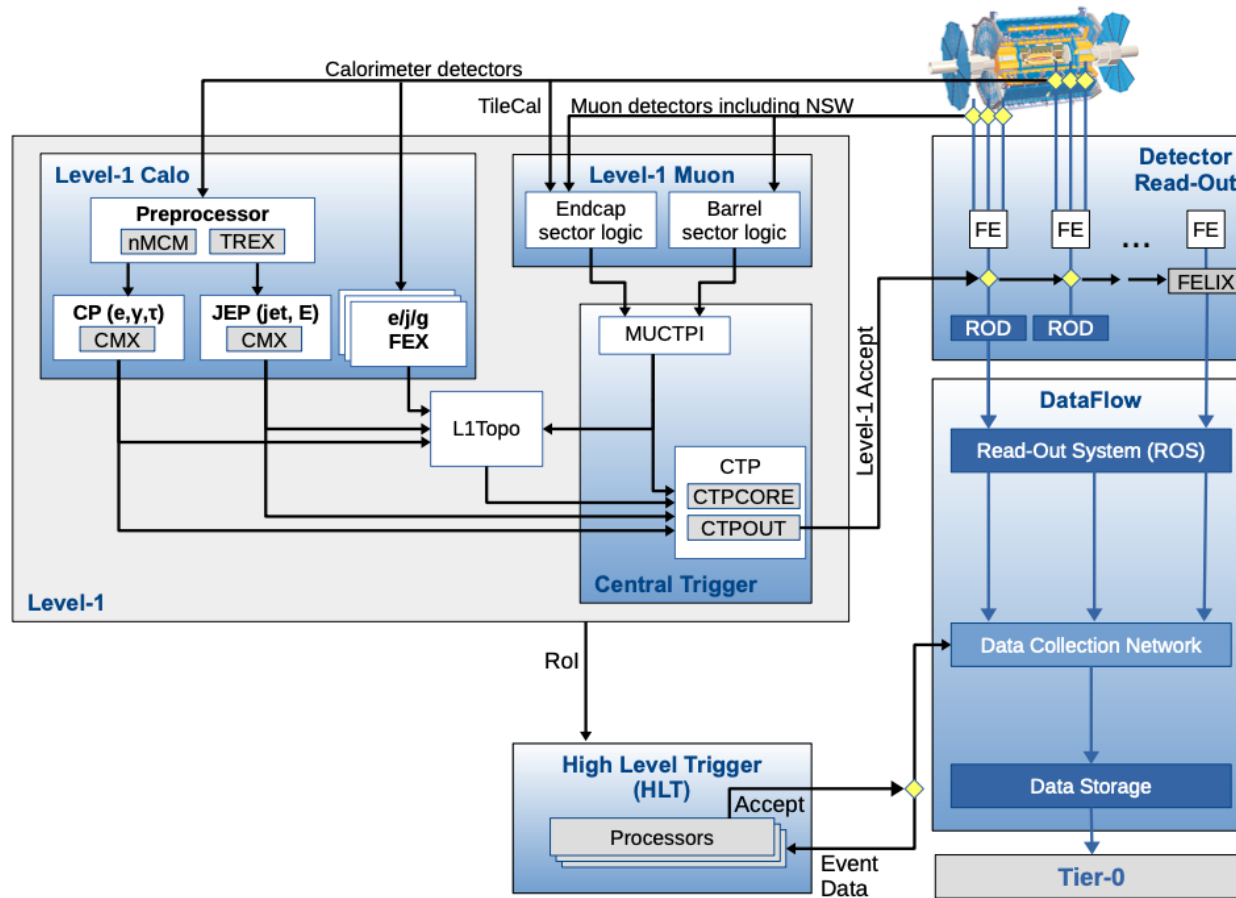 Calorimeter detectors
TileCal
Muon detectors including NSW
Level-1 Calo
Preprocessor
nMCM
TREX
CP (e,γ,τ)
CMX
JEP (jet, E)
CMX
e/j/g
FEX
Level-1 Muon
Endcap
sector logic
Barrel
sector logic
MUCTPI
L1Topo
CTP
CTPCORE
CTPOUT
Central Trigger
Level-1
Level-1 Accept
Detector
Read-Out
FE
FE
...
FE
FELIX
ROD
ROD
DataFlow
Read-Out System (ROS)
Data Collection Network
Data Storage
Tier-0
RoI
High Level Trigger
(HLT)
Accept
Processors
Event
Data